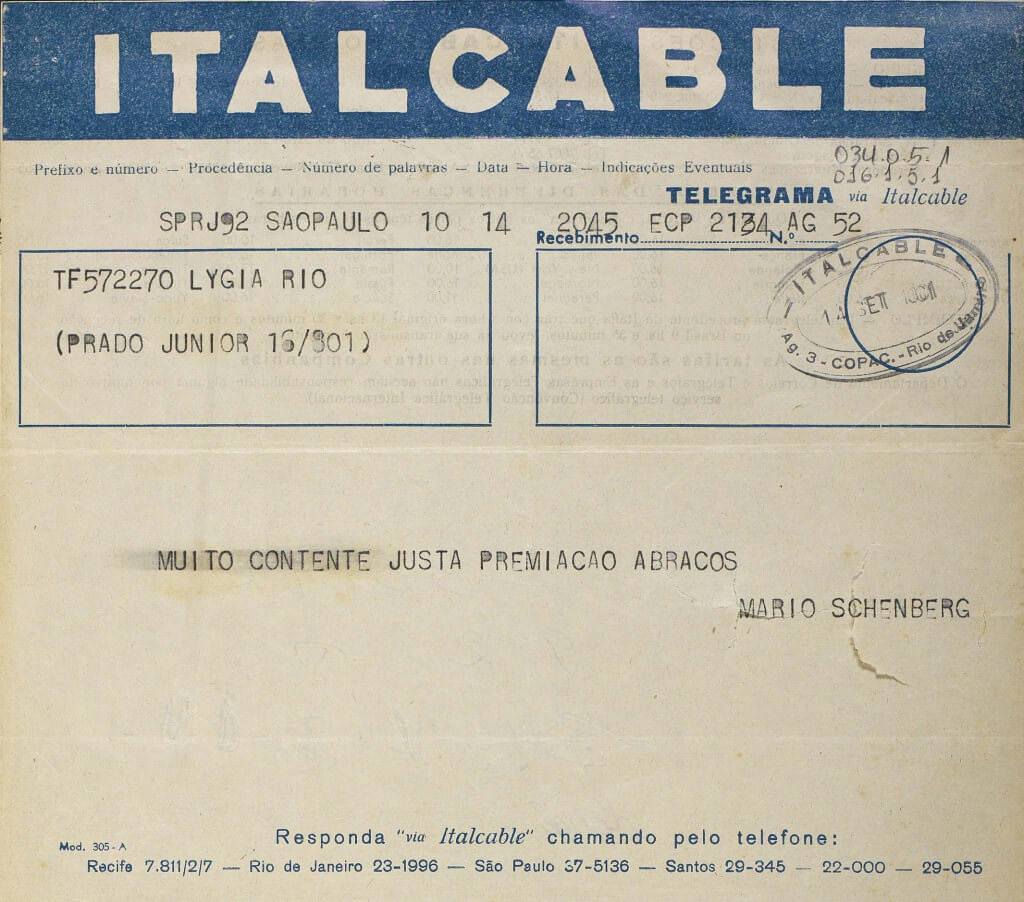 ITALCABLE
Prefixo e número — Procedência — Número de palavras — Data — Hora — Indicações Eventuais
034.0.5.1
016.1.5.1
TELEGRAMA via Italcable
SPRJ92 SAOPAULO 10 14 2045 ECP 2134 AG 52
Recebimento N.º
TF572270 LYGIA RIO
(PRADO JUNIOR 16/801)
ITALCABLE
14 SET 1961
Ag. 3 - COPAC. - Rio de Janeiro
MUITO CONTENTE JUSTA PREMIACAO ABRACOS
MARIO SCHENBERG
Responda "via Italcable" chamando pelo telefone:
Mod. 305-A
Recife 7.811/2/7 — Rio de Janeiro 23-1996 — São Paulo 37-5136 — Santos 29-345 — 22-000 — 29-055